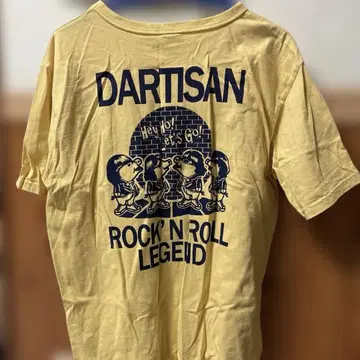 DARTISAN
Hey Ho!
Let's Go!
ROCK'N ROLL
LEGEND